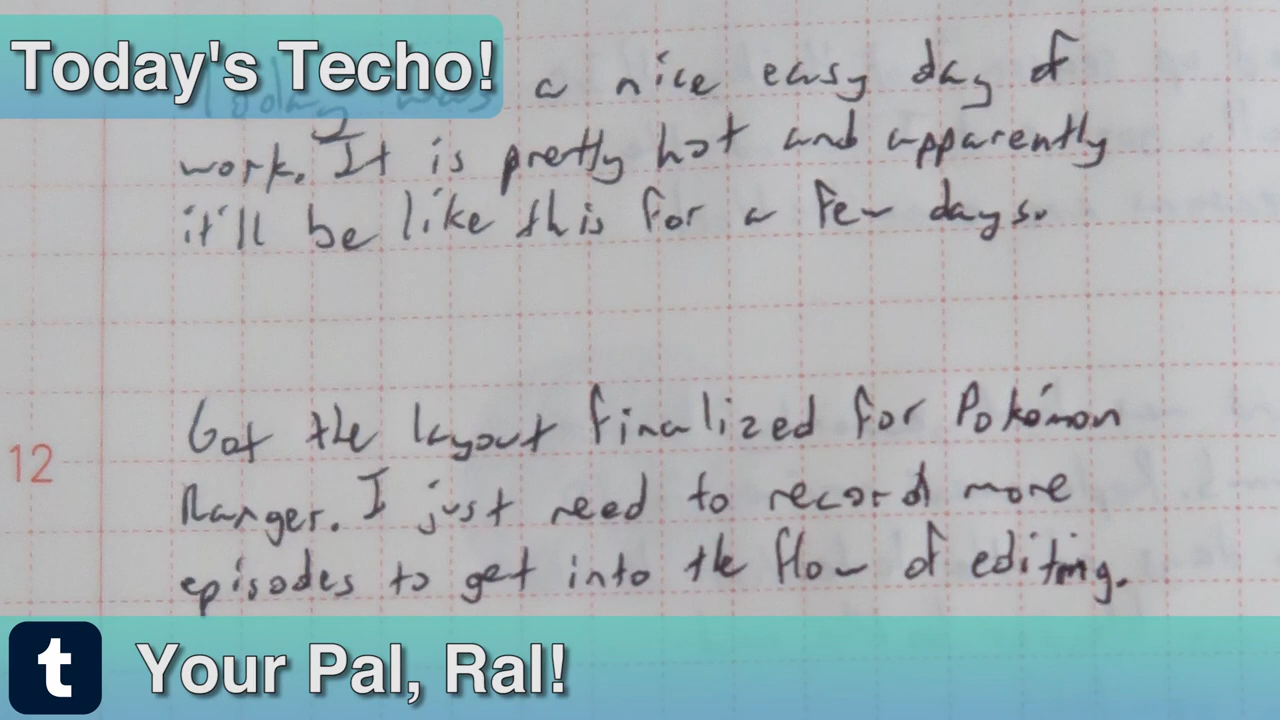 Today's Techo!
Today was a nice easy day of
work. It is pretty hot and apparently
it'll be like this for a few days.
Got the layout finalized for Pokémon
12
Ranger. I just need to record more
episodes to get into the flow of editing.
t Your Pal, Ral!